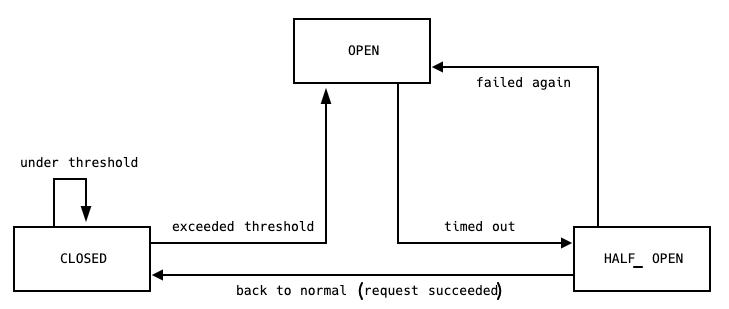 OPEN
failed again
under threshold
exceeded threshold
timed out
CLOSED
HALF_ OPEN
back to normal (request succeeded)